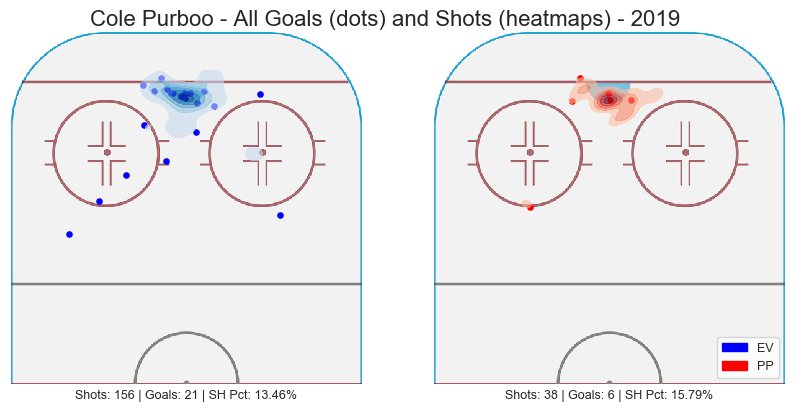 Cole Purboo - All Goals (dots) and Shots (heatmaps) - 2019
EV
PP
Shots: 156 | Goals: 21 | SH Pct: 13.46%
Shots: 38 | Goals: 6 | SH Pct: 15.79%